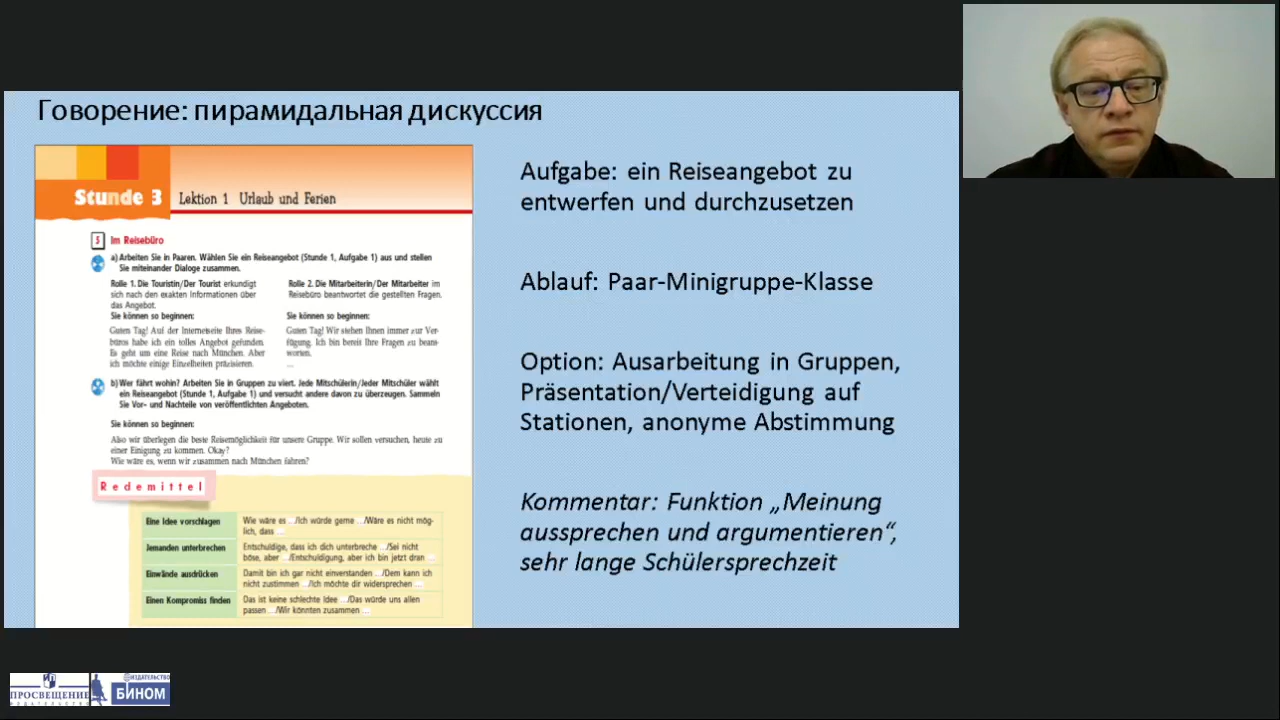 Говорение: пирамидальная дискуссия
Stunde 3
Lektion 1 Urlaub und Ferien
5 Im Reisebüro
a) Arbeiten Sie in Paaren. Wählen Sie ein Reiseangebot (Stunde 1, Aufgabe 1) aus und stellen
Sie miteinander Dialoge zusammen.
Rolle 1. Die Touristin/Der Tourist erkundigt
sich nach den exakten Informationen über
das Angebot.
Sie können so beginnen:
Guten Tag! Auf der Internetseite Ihres Reise-
büros habe ich ein tolles Angebot gefunden.
Es geht um eine Reise nach München. Aber
ich möchte einige Einzelheiten präzisieren.
Rolle 2. Die Mitarbeiterin/Der Mitarbeiter im
Reisebüro beantwortet die gestellten Fragen.
Sie können so beginnen:
Guten Tag! Wir stehen Ihnen immer zur Ver-
fügung. Ich bin bereit Ihre Fragen zu beant-
worten.
...
b) Wer fährt wohin? Arbeiten Sie in Gruppen zu viert. Jede Mitschülerin/Jeder Mitschüler wählt
ein Reiseangebot (Stunde 1, Aufgabe 1) und versucht andere davon zu überzeugen. Sammeln
Sie Vor- und Nachteile von veröffentlichten Angeboten.
Sie können so beginnen:
Also wir überlegen die beste Reisemöglichkeit für unsere Gruppe. Wir sollen versuchen, heute zu
einer Einigung zu kommen. Okay?
Wie wäre es, wenn wir zusammen nach München fahren?
Redemittel
Eine Idee vorschlagen
Wie wäre es .../Ich würde gerne .../Wäre es nicht mög-
lich, dass ...
Jemanden unterbrechen
Entschuldige, dass ich dich unterbreche .../Sei nicht
böse, aber .../Entschuldigung, aber ich bin jetzt dran ...
Einwände ausdrücken
Damit bin ich gar nicht einverstanden .../Dem kann ich
nicht zustimmen .../Ich möchte dir widersprechen ...
Einen Kompromiss finden
Das ist keine schlechte Idee .../Das würde uns allen
passen .../Wir könnten zusammen ...
Aufgabe: ein Reiseangebot zu
entwerfen und durchzusetzen
Ablauf: Paar-Minigruppe-Klasse
Option: Ausarbeitung in Gruppen,
Präsentation/Verteidigung auf
Stationen, anonyme Abstimmung
Kommentar: Funktion „Meinung
aussprechen und argumentieren“,
sehr lange Schülersprechzeit
ПРОСВЕЩЕНИЕ
ИЗДАТЕЛЬСТВО
ИЗДАТЕЛЬСТВО
БИНОМ